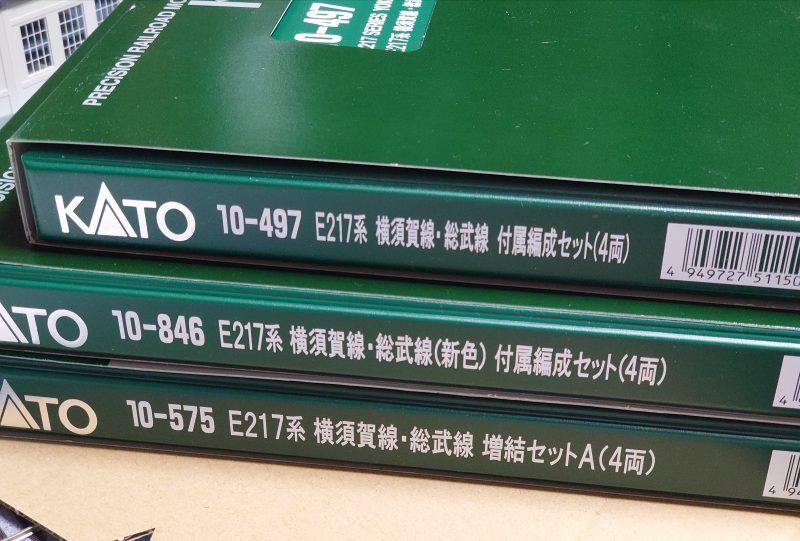 PRECISION RAILROAD
10-497
KATO 10-497 E217系 横須賀線・総武線 付属編成セット(4両)
4 949727 51150
KATO 10-846 E217系 横須賀線・総武線(新色) 付属編成セット(4両)
KATO 10-575 E217系 横須賀線・総武線 増結セットA(4両)